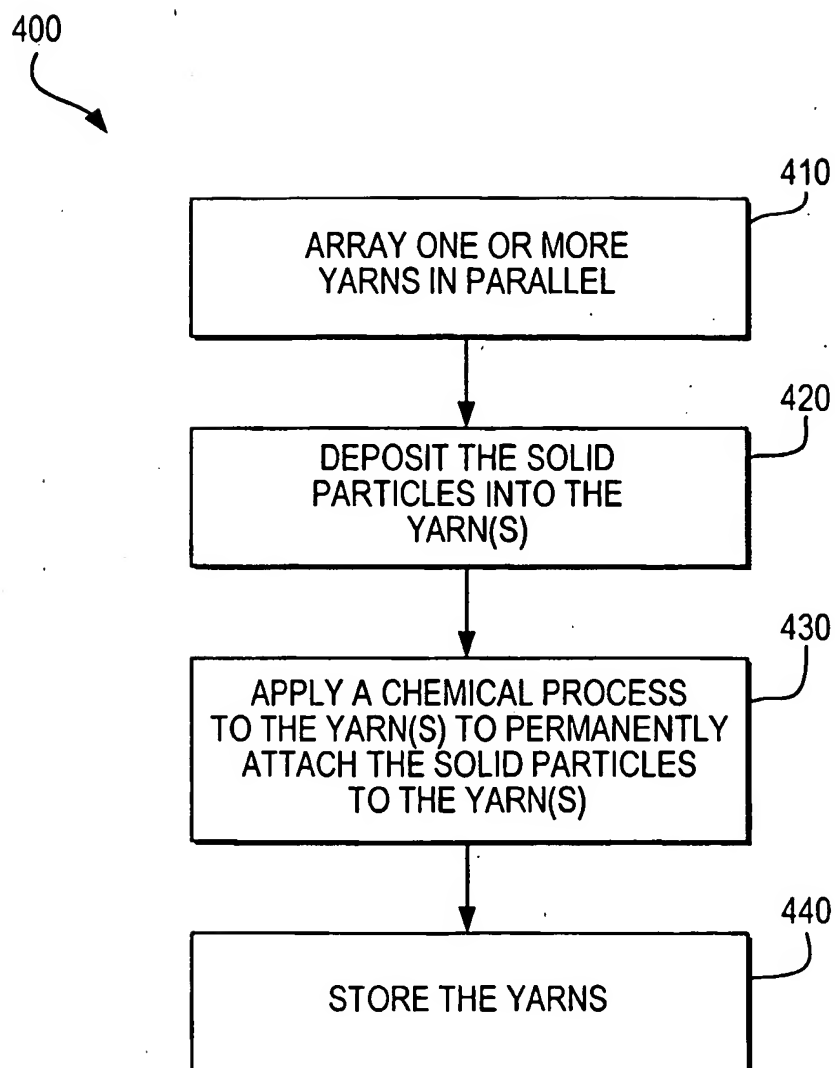 400
410
ARRAY ONE OR MORE
YARNS IN PARALLEL
420
DEPOSIT THE SOLID
PARTICLES INTO THE
YARN(S)
430
APPLY A CHEMICAL PROCESS
TO THE YARN(S) TO PERMANENTLY
ATTACH THE SOLID PARTICLES
TO THE YARN(S)
440
STORE THE YARNS